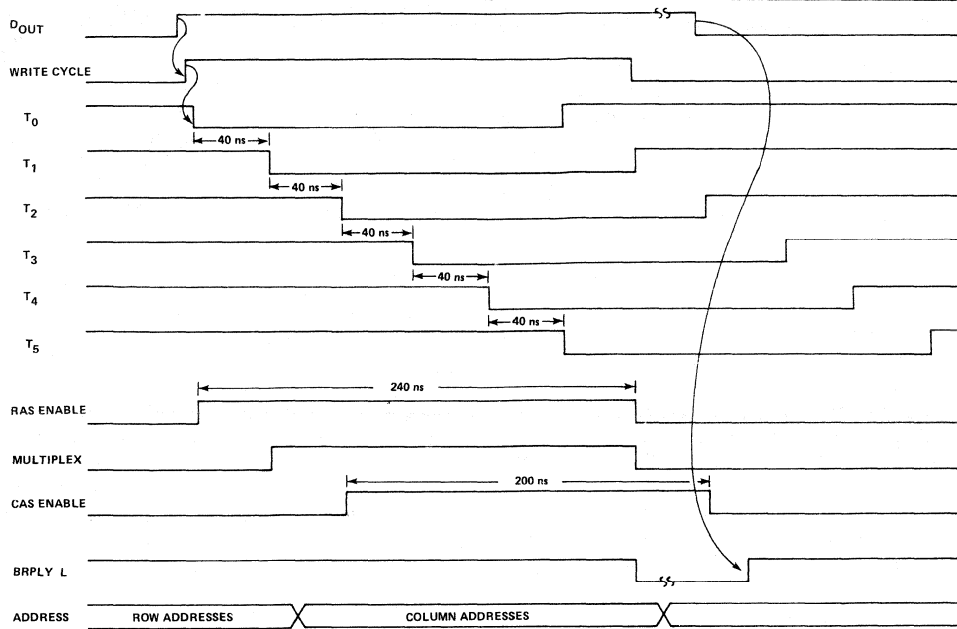 DOUT
WRITE CYCLE
T0
40 ns
T1
40 ns
T2
40 ns
T3
40 ns
T4
40 ns
T5
240 ns
RAS ENABLE
MULTIPLEX
200 ns
CAS ENABLE
BRPLY L
ADDRESS ROW ADDRESSES COLUMN ADDRESSES